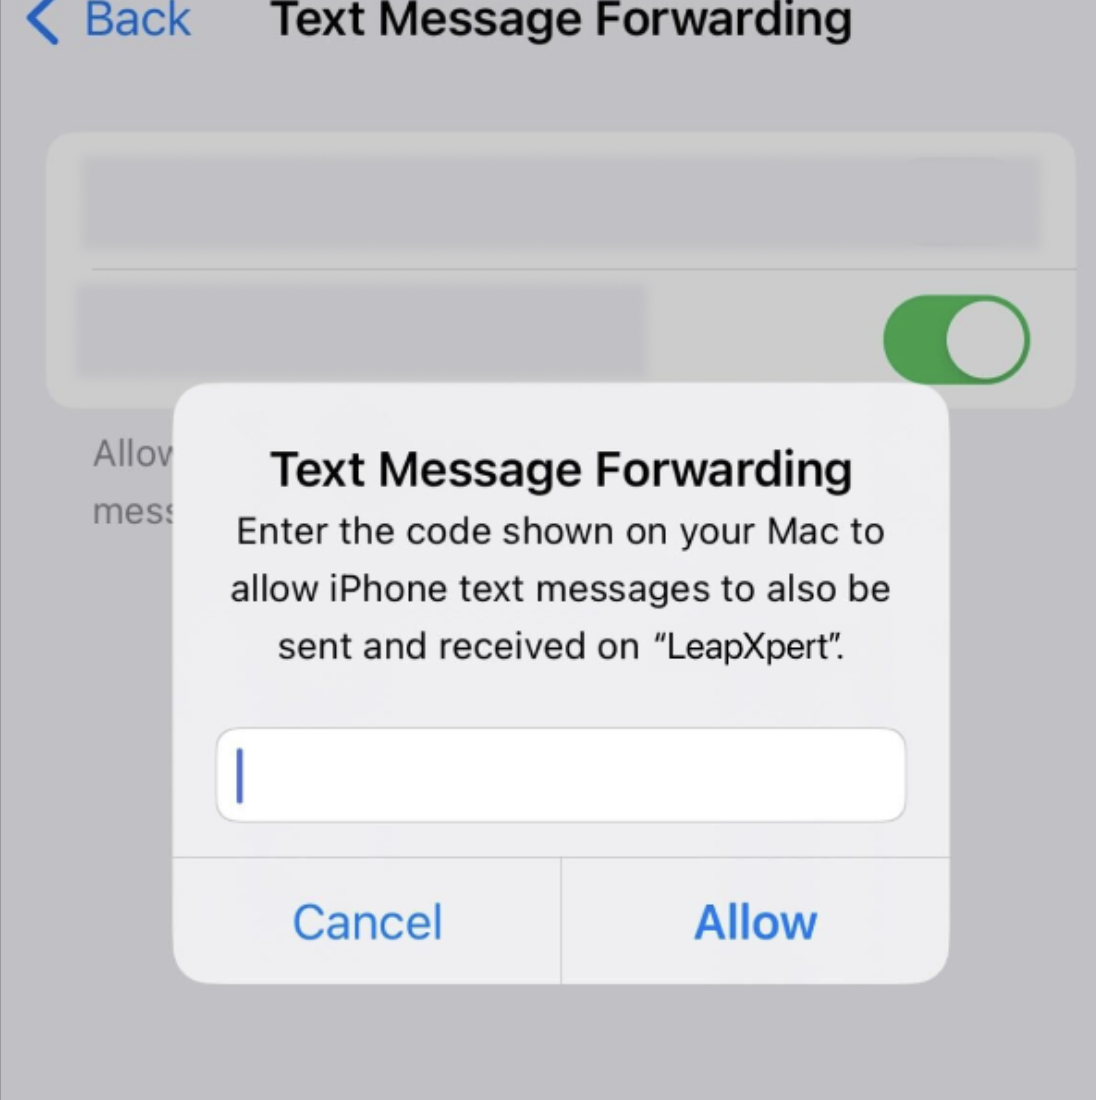 Back
Text Message Forwarding
Allow
mess
Text Message Forwarding
Enter the code shown on your Mac to
allow iPhone text messages to also be
sent and received on “LeapXpert”.
Cancel
Allow